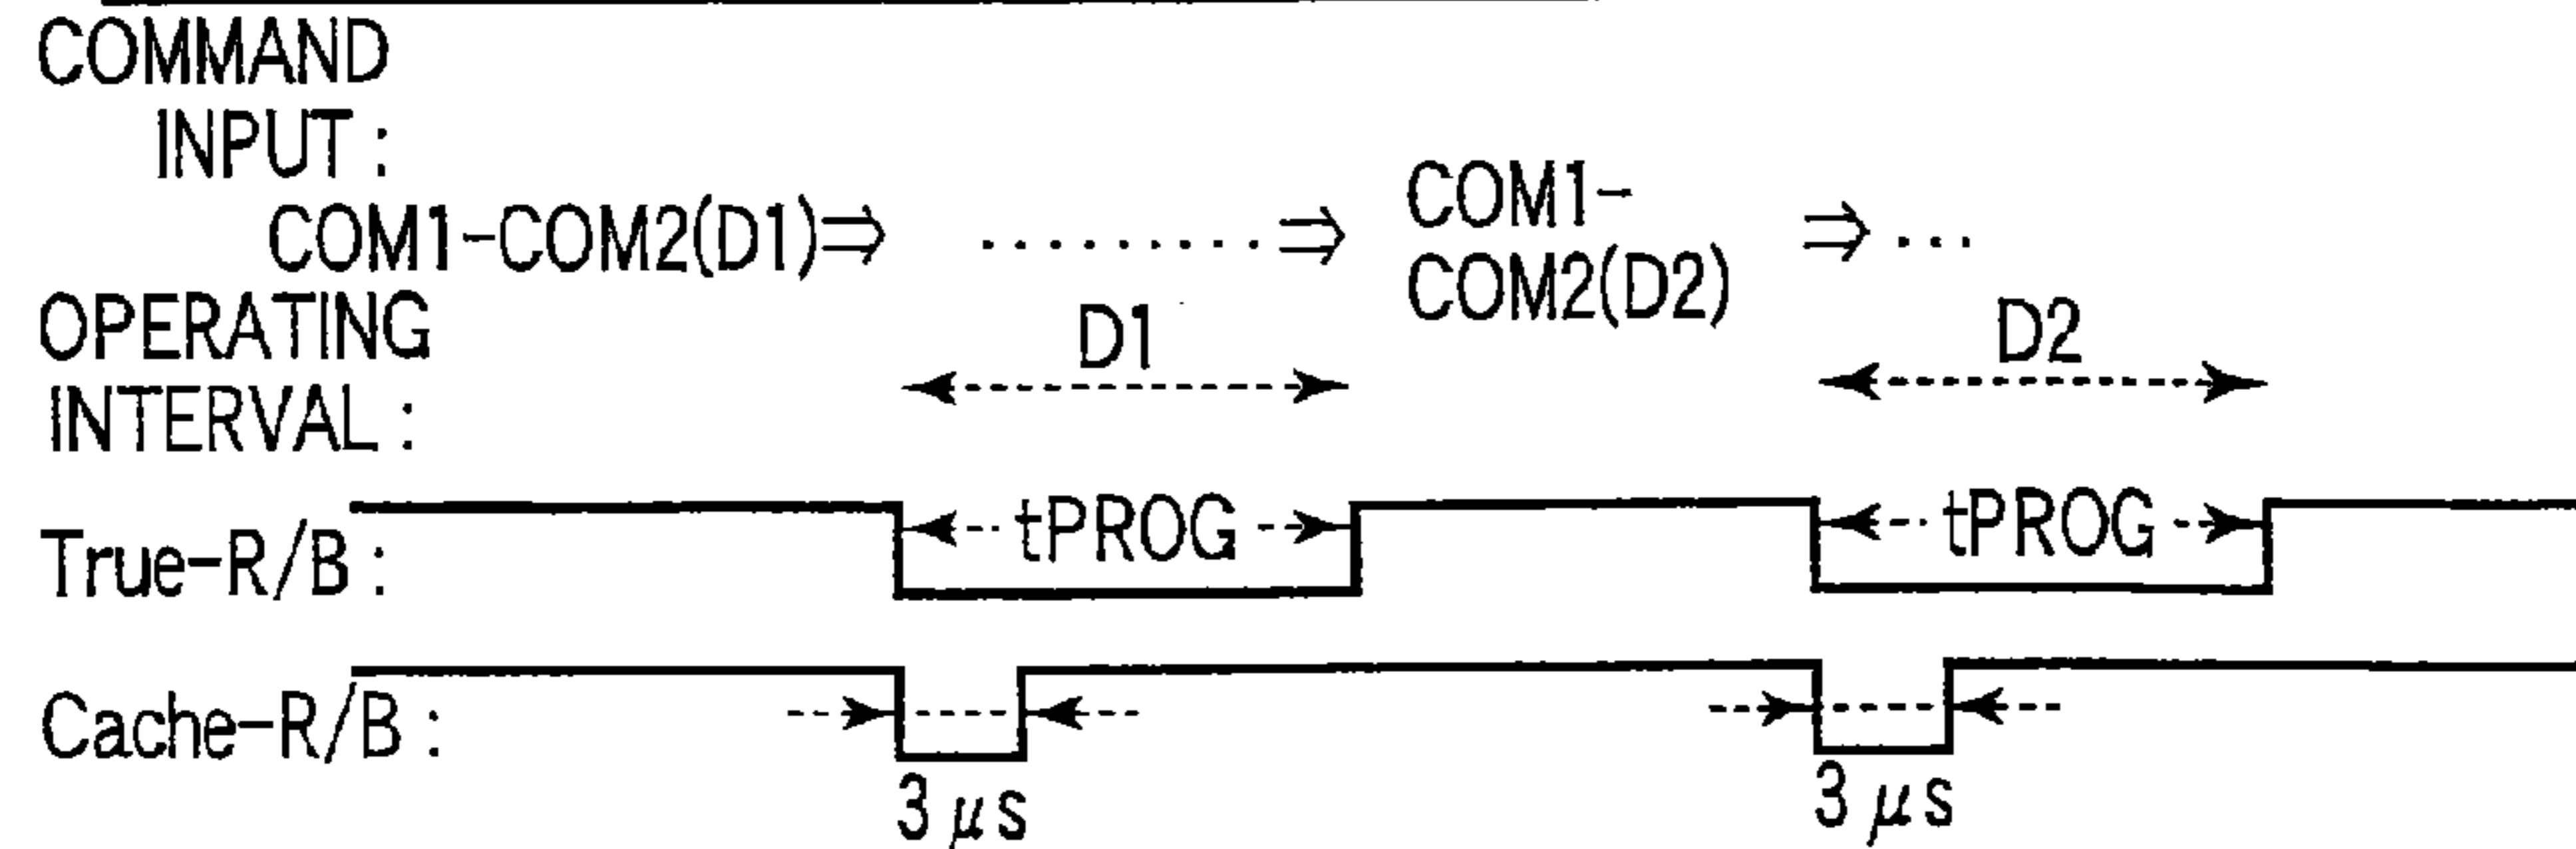 COMMAND
INPUT :
COM1-COM2(D1)⇒ ·········⇒ COM1-
COM2(D2) ⇒···
OPERATING
INTERVAL :
D1
D2
True-R/B :
tPROG
tPROG
Cache-R/B :
3 μs
3 μs